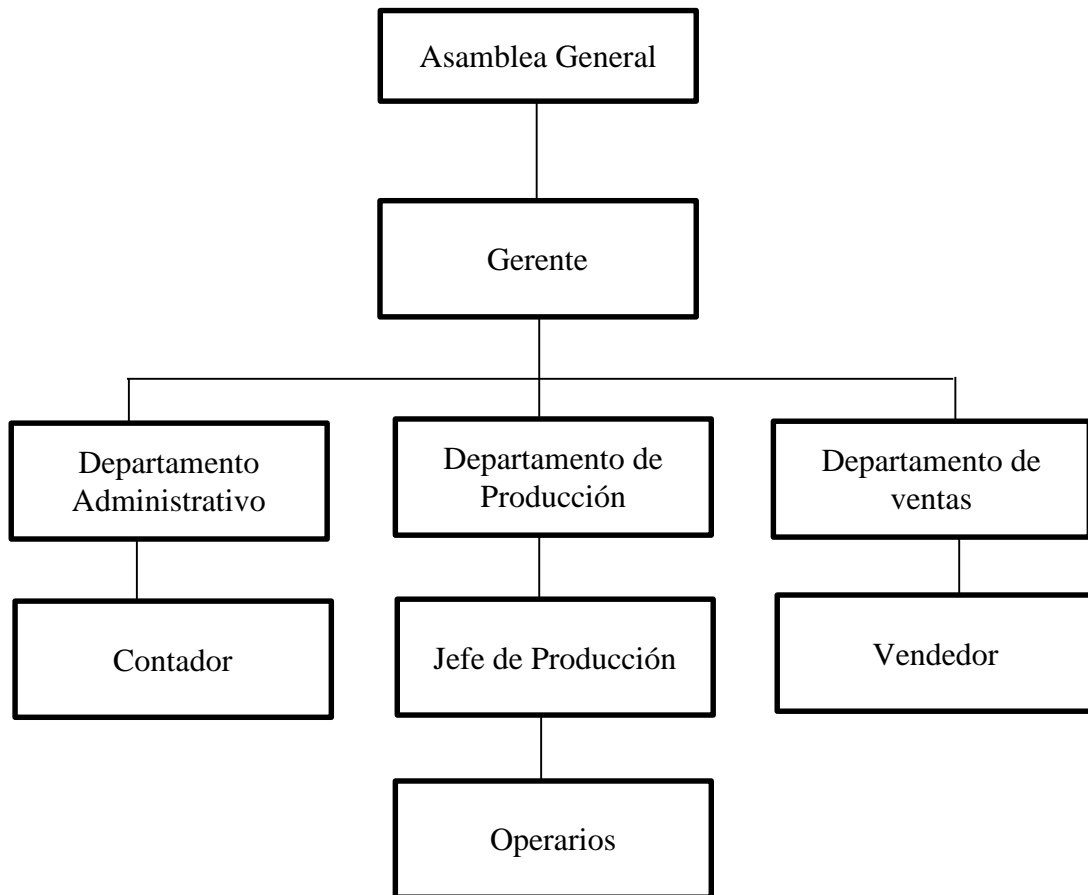 Asamblea General
Gerente
Departamento
Administrativo
Departamento de
Producción
Departamento de
ventas
Contador
Jefe de Producción
Vendedor
Operarios